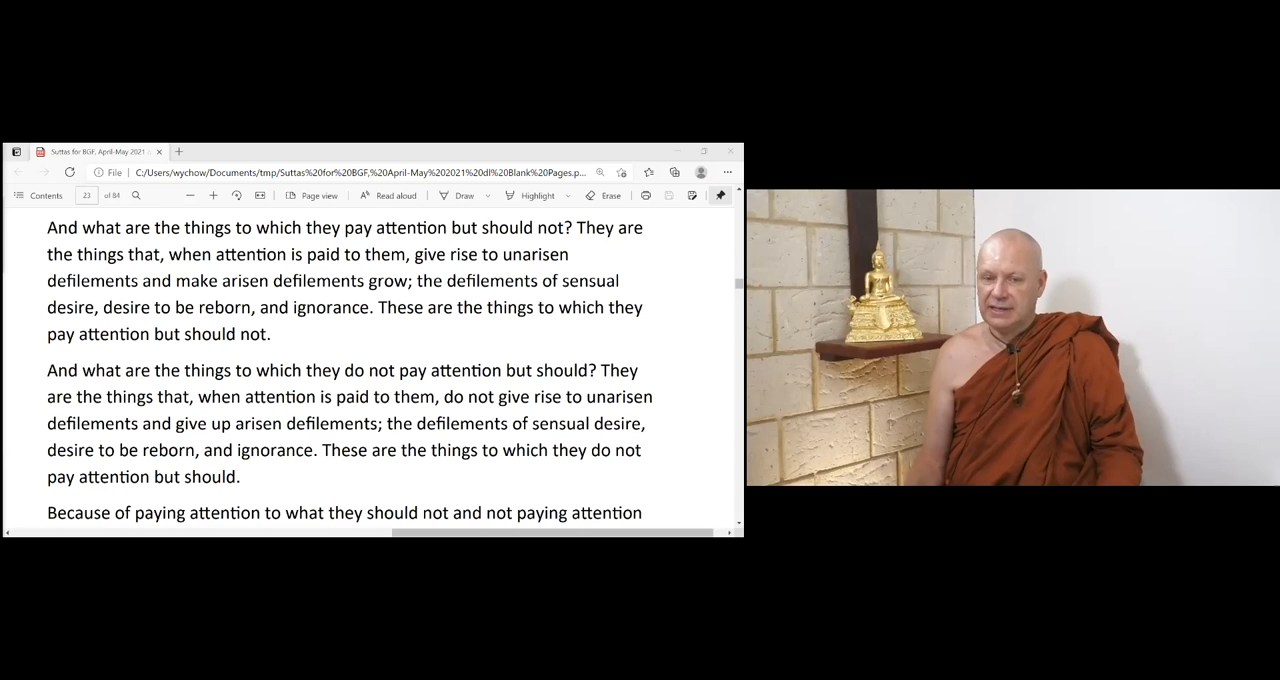 Suttas for BGF, April-May 2021
File
C:/Users/wychow/Documents/tmp/Suttas%20for%20BGF,%20April-May%202021%20dl%20Blank%20Pages.p...
Contents
23
of 84
Page view
Read aloud
Draw
Highlight
Erase
And what are the things to which they pay attention but should not? They are
the things that, when attention is paid to them, give rise to unarisen
defilements and make arisen defilements grow; the defilements of sensual
desire, desire to be reborn, and ignorance. These are the things to which they
pay attention but should not.
And what are the things to which they do not pay attention but should? They
are the things that, when attention is paid to them, do not give rise to unarisen
defilements and give up arisen defilements; the defilements of sensual desire,
desire to be reborn, and ignorance. These are the things to which they do not
pay attention but should.
Because of paying attention to what they should not and not paying attention